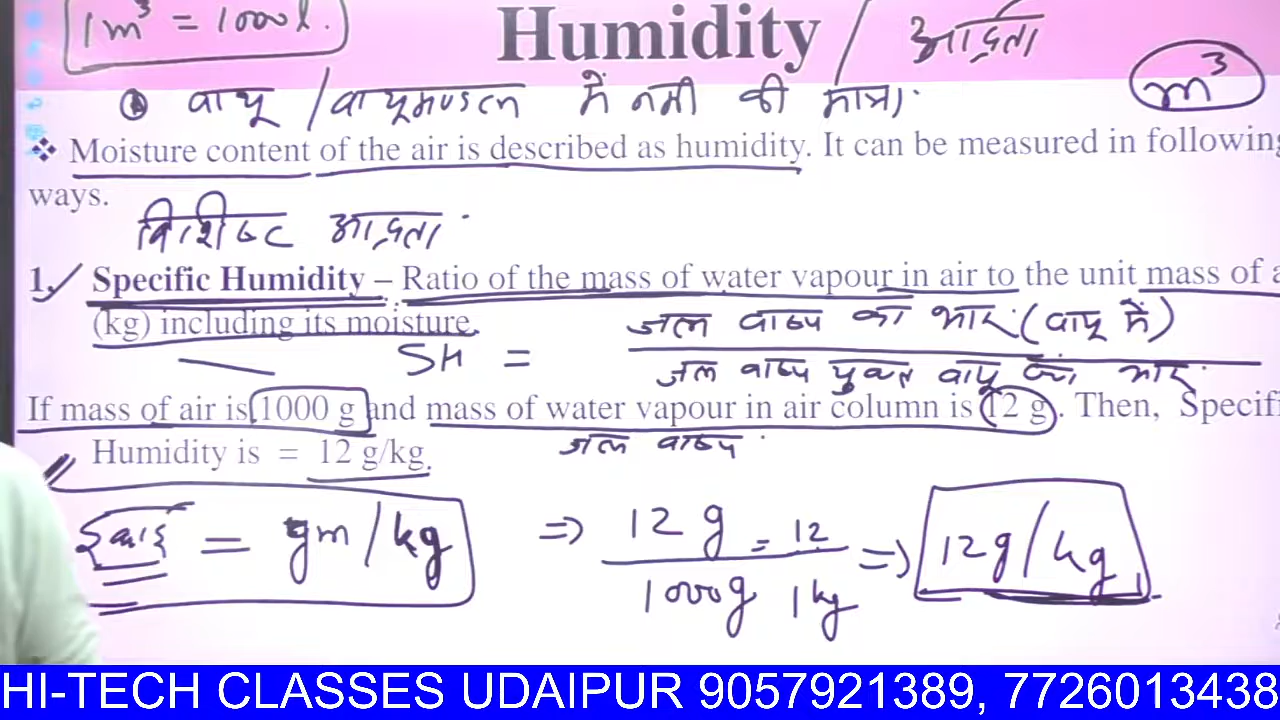 1m³ = 1000 l.
Humidity / आद्रता
m³
वायू / वायूमण्डल में नमी की मात्रा.
❖ Moisture content of the air is described as humidity. It can be measured in following
ways.
विशिष्ट आद्रता
1. Specific Humidity – Ratio of the mass of water vapour in air to the unit mass of a
(kg) including its moisture.
जल वाष्प का भार (वायू में)
SH =
जल वाष्प युक्त वायू का भार
If mass of air is 1000 g and mass of water vapour in air column is 12 g. Then, Specifi
जल वाष्प
Humidity is = 12 g/kg.
इकाई = gm/kg
=> 12 g / 1000g = 12 / 1kg => 12g/kg
HI-TECH CLASSES UDAIPUR 9057921389, 7726013438